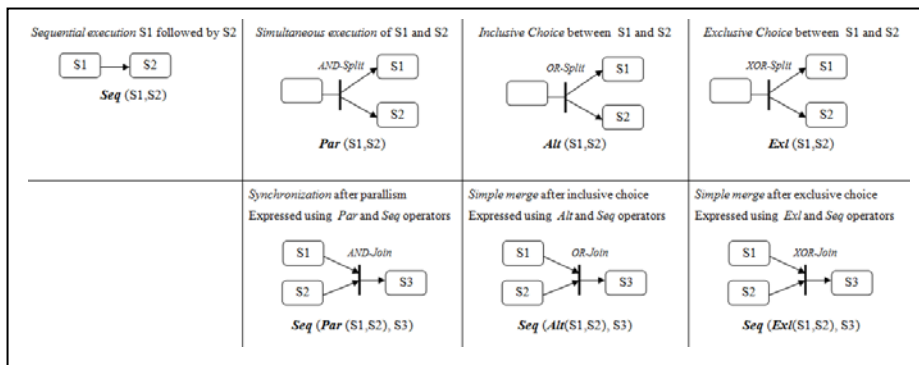 Sequential execution S1 followed by S2
S1
S2
Seq (S1,S2)
Simultaneous execution of S1 and S2
AND-Split
S1
S2
Par (S1,S2)
Inclusive Choice between S1 and S2
OR-Split
S1
S2
Alt (S1,S2)
Exclusive Choice between S1 and S2
XOR-Split
S1
S2
Exl (S1,S2)
Synchronization after parallism
Expressed using Par and Seq operators
S1
AND-Join
S2
S3
Seq (Par (S1,S2), S3)
Simple merge after inclusive choice
Expressed using Alt and Seq operators
S1
OR-Join
S2
S3
Seq (Alt(S1,S2), S3)
Simple merge after exclusive choice
Expressed using Exl and Seq operators
S1
XOR-Join
S2
S3
Seq (Exl(S1,S2), S3)